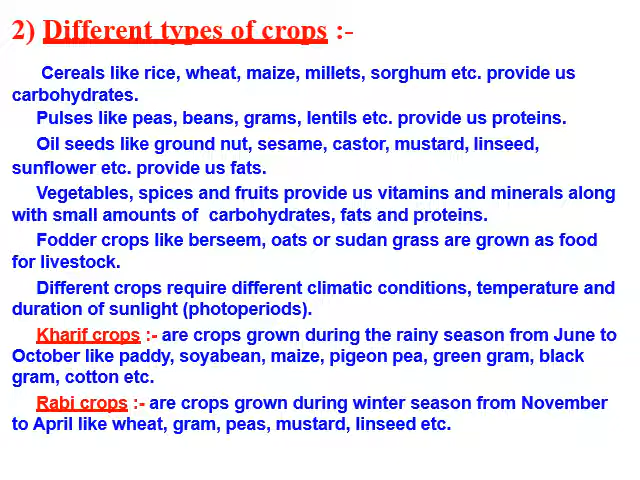 2) Different types of crops :-
Cereals like rice, wheat, maize, millets, sorghum etc. provide us
carbohydrates.
Pulses like peas, beans, grams, lentils etc. provide us proteins.
Oil seeds like ground nut, sesame, castor, mustard, linseed,
sunflower etc. provide us fats.
Vegetables, spices and fruits provide us vitamins and minerals along
with small amounts of carbohydrates, fats and proteins.
Fodder crops like berseem, oats or sudan grass are grown as food
for livestock.
Different crops require different climatic conditions, temperature and
duration of sunlight (photoperiods).
Kharif crops :- are crops grown during the rainy season from June to
October like paddy, soyabean, maize, pigeon pea, green gram, black
gram, cotton etc.
Rabi crops :- are crops grown during winter season from November
to April like wheat, gram, peas, mustard, linseed etc.